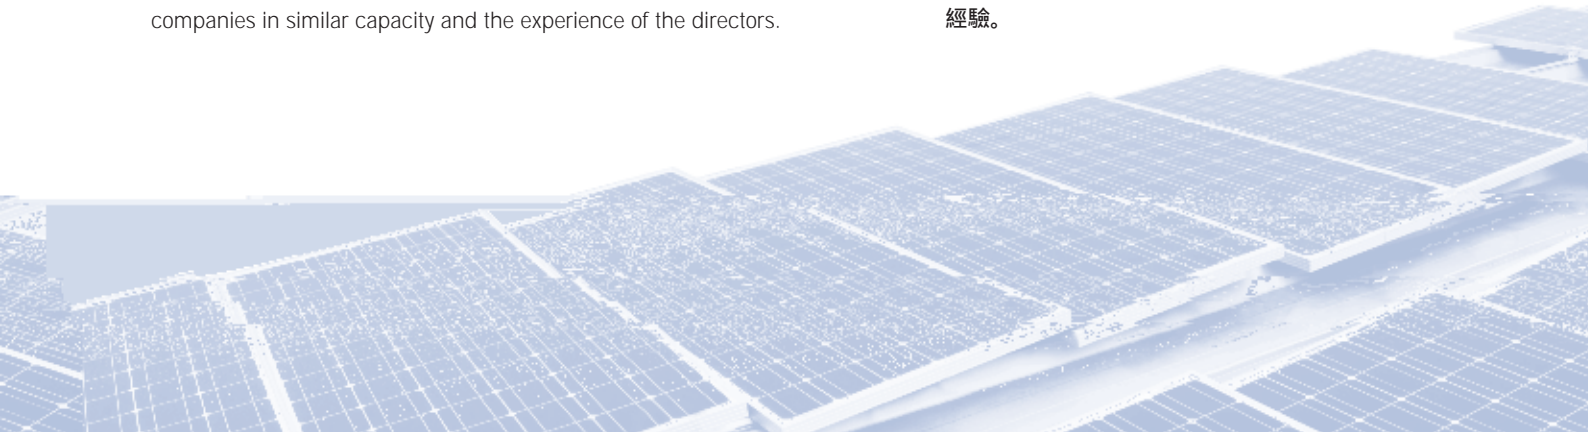 companies in similar capacity and the experience of the directors.
經驗。